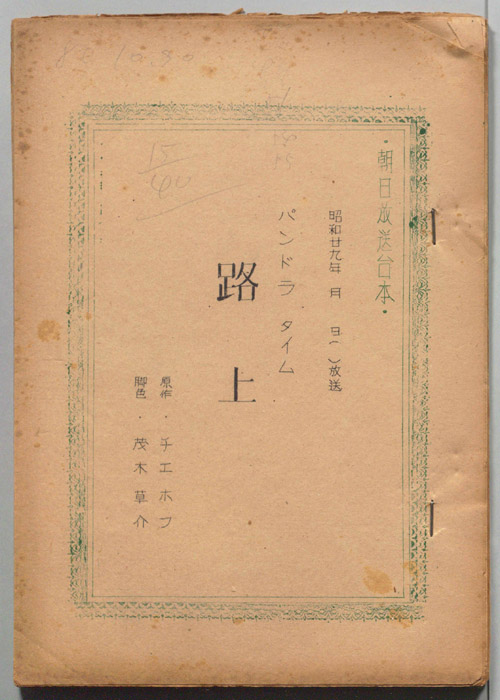 ・朝日放送台本・
昭和廿九年 月 日( )放送
パンドラ タイム
路上
原作・チエホフ
脚色・茂木草介